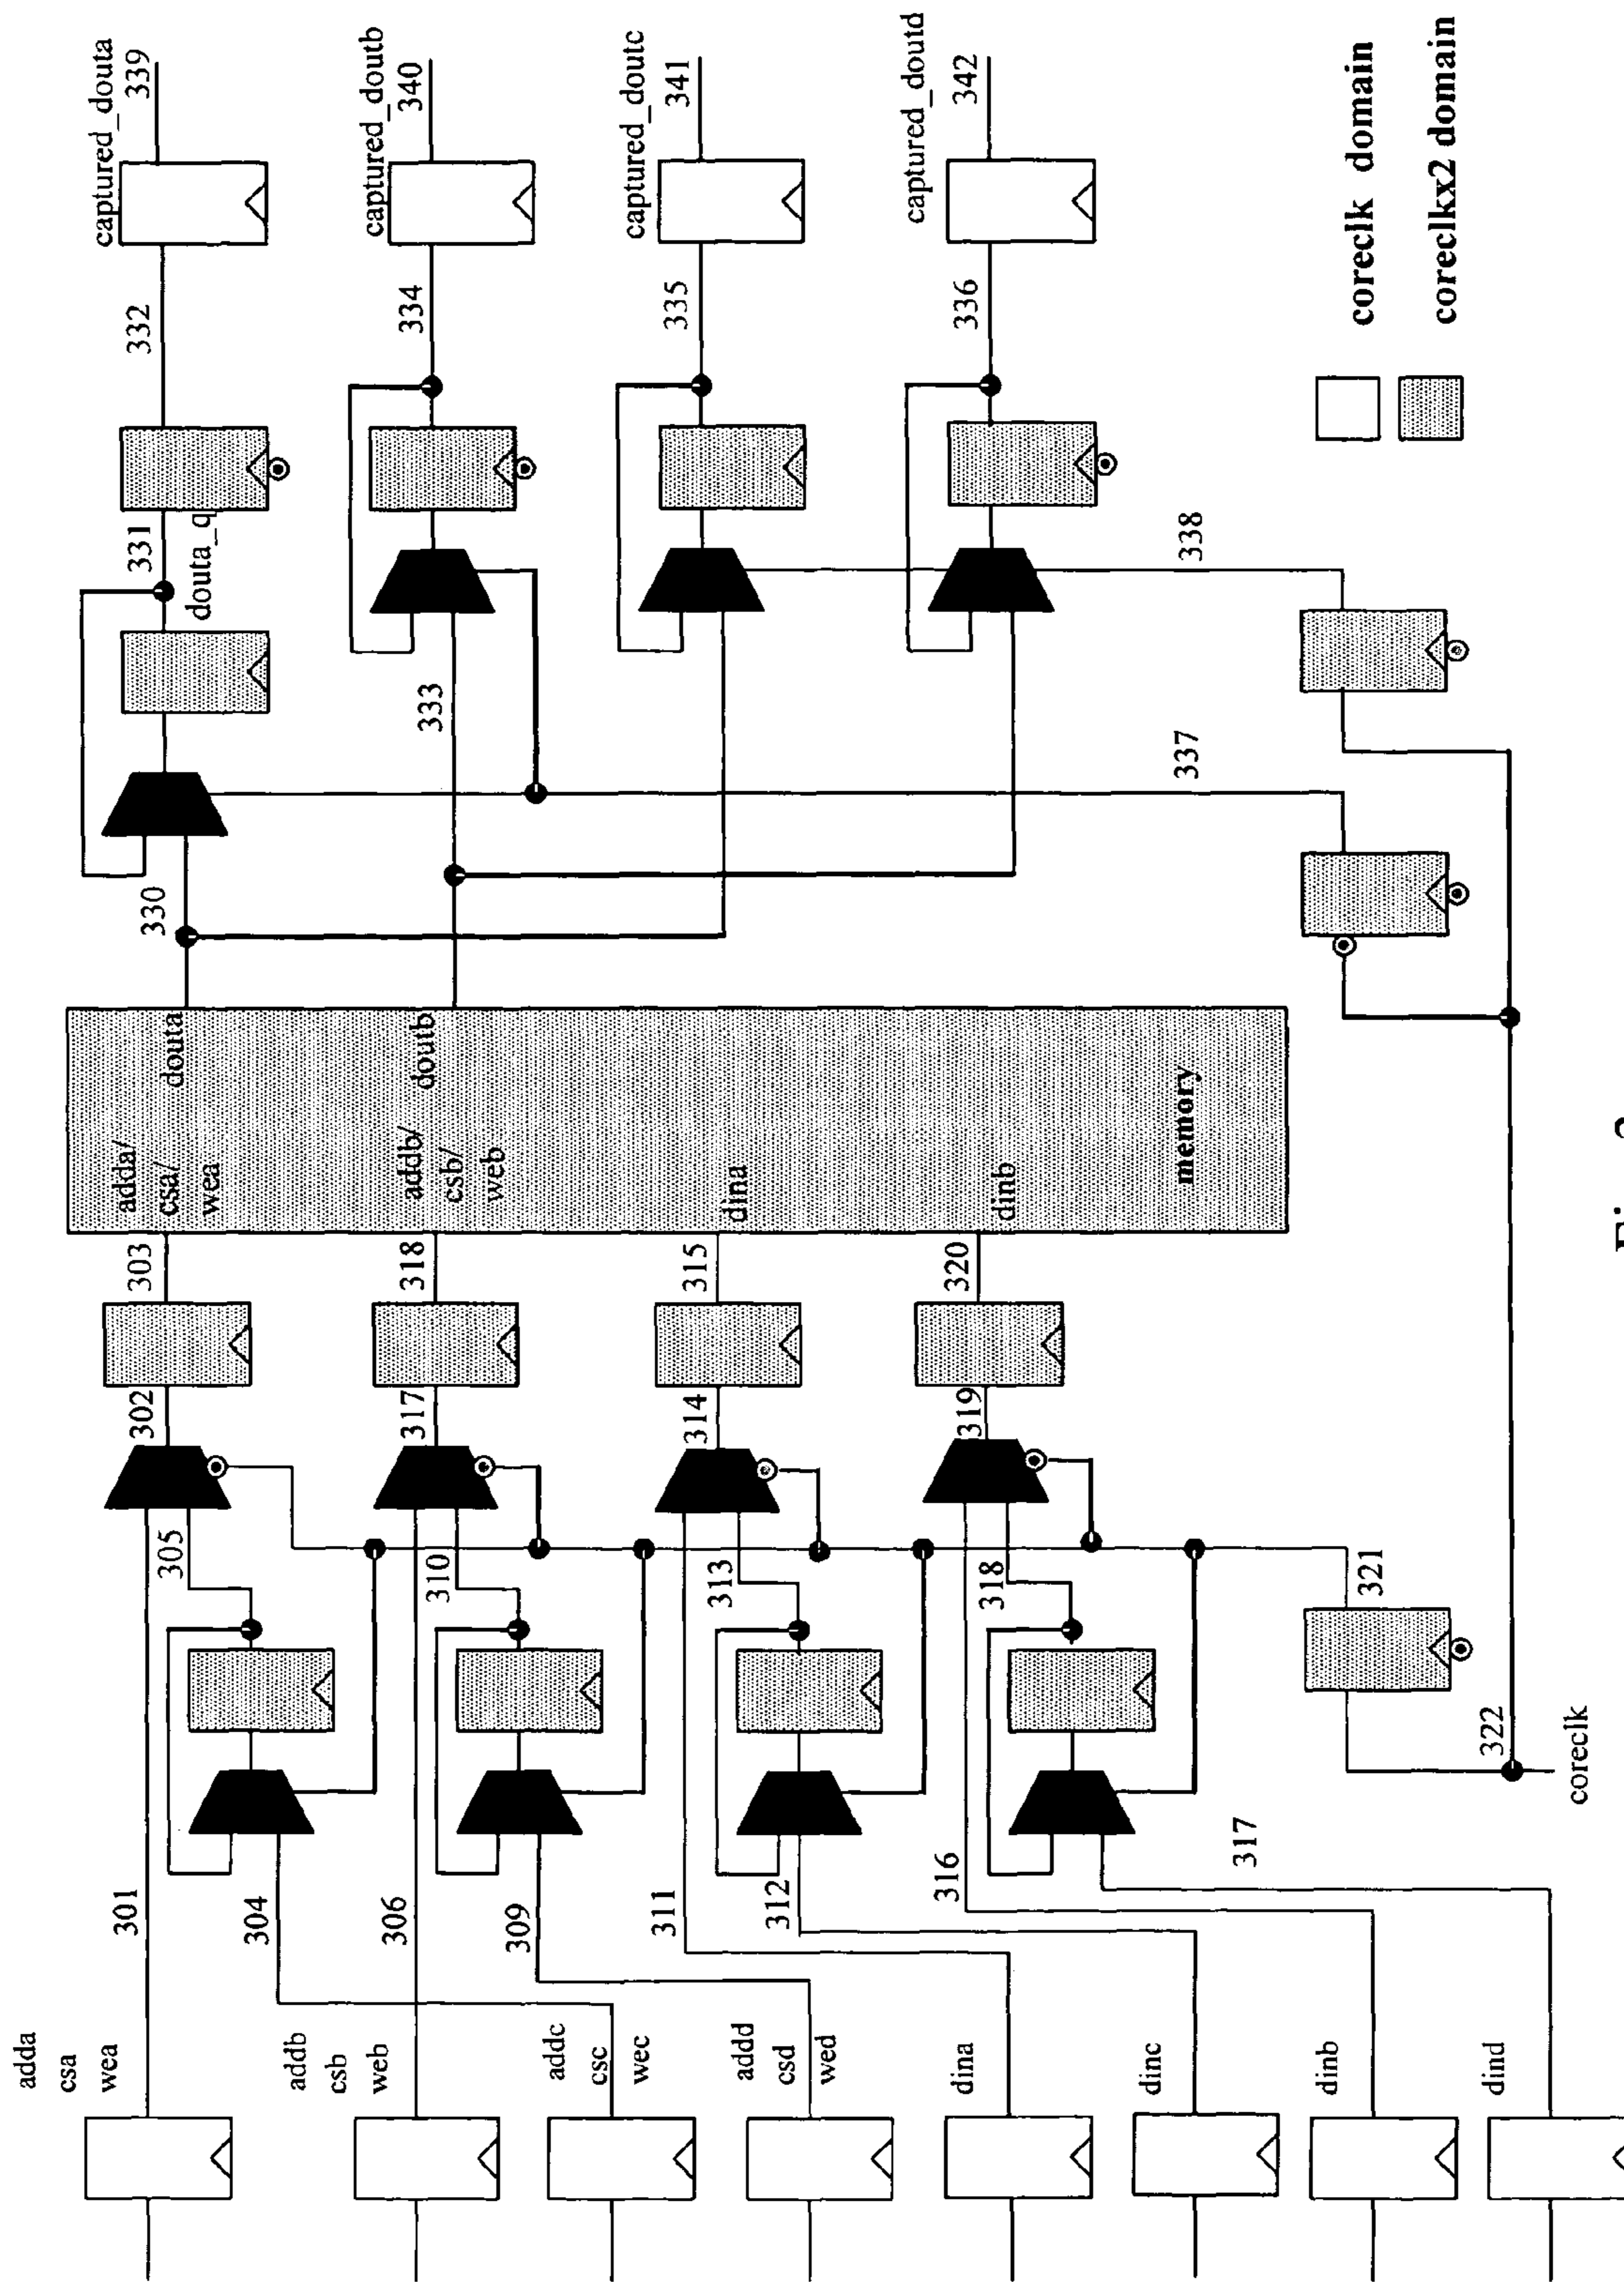 adda
csa
wea
addb
csb
web
addc
csc
wec
addd
csd
wed
dina
dinc
dinb
dind
301
304
306
309
311
312
316
317
305
310
313
318
321
322
coreclk
302
317
314
319
303
318
315
320
adda/
csa/
wea
addb/
csb/
web
dina
dinb
memory
douta
doutb
330
333
337
338
331
douta_q
332
334
335
336
captured_douta
339
captured_doutb
340
captured_doutc
341
captured_doutd
342
coreclk domain
coreclkx2 domain